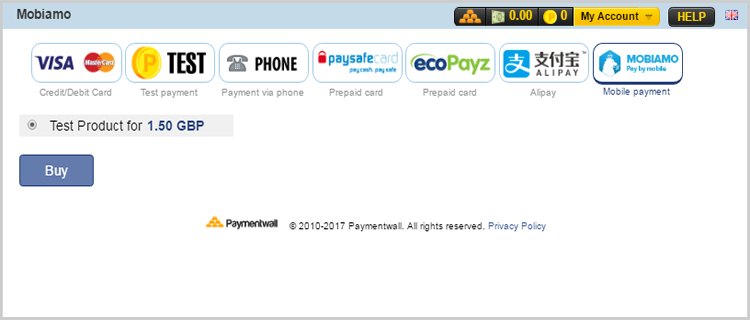 Mobiamo
0.00
0
My Account
HELP
VISA MasterCard
P TEST
PHONE
paysafecard
pay cash. pay safe.
ecoPayz
支 支付宝
ALIPAY
MOBIAMO
Pay by mobile
Credit/Debit Card
Test payment
Payment via phone
Prepaid card
Prepaid card
Alipay
Mobile payment
Test Product for 1.50 GBP
Buy
Paymentwall © 2010-2017 Paymentwall. All rights reserved. Privacy Policy